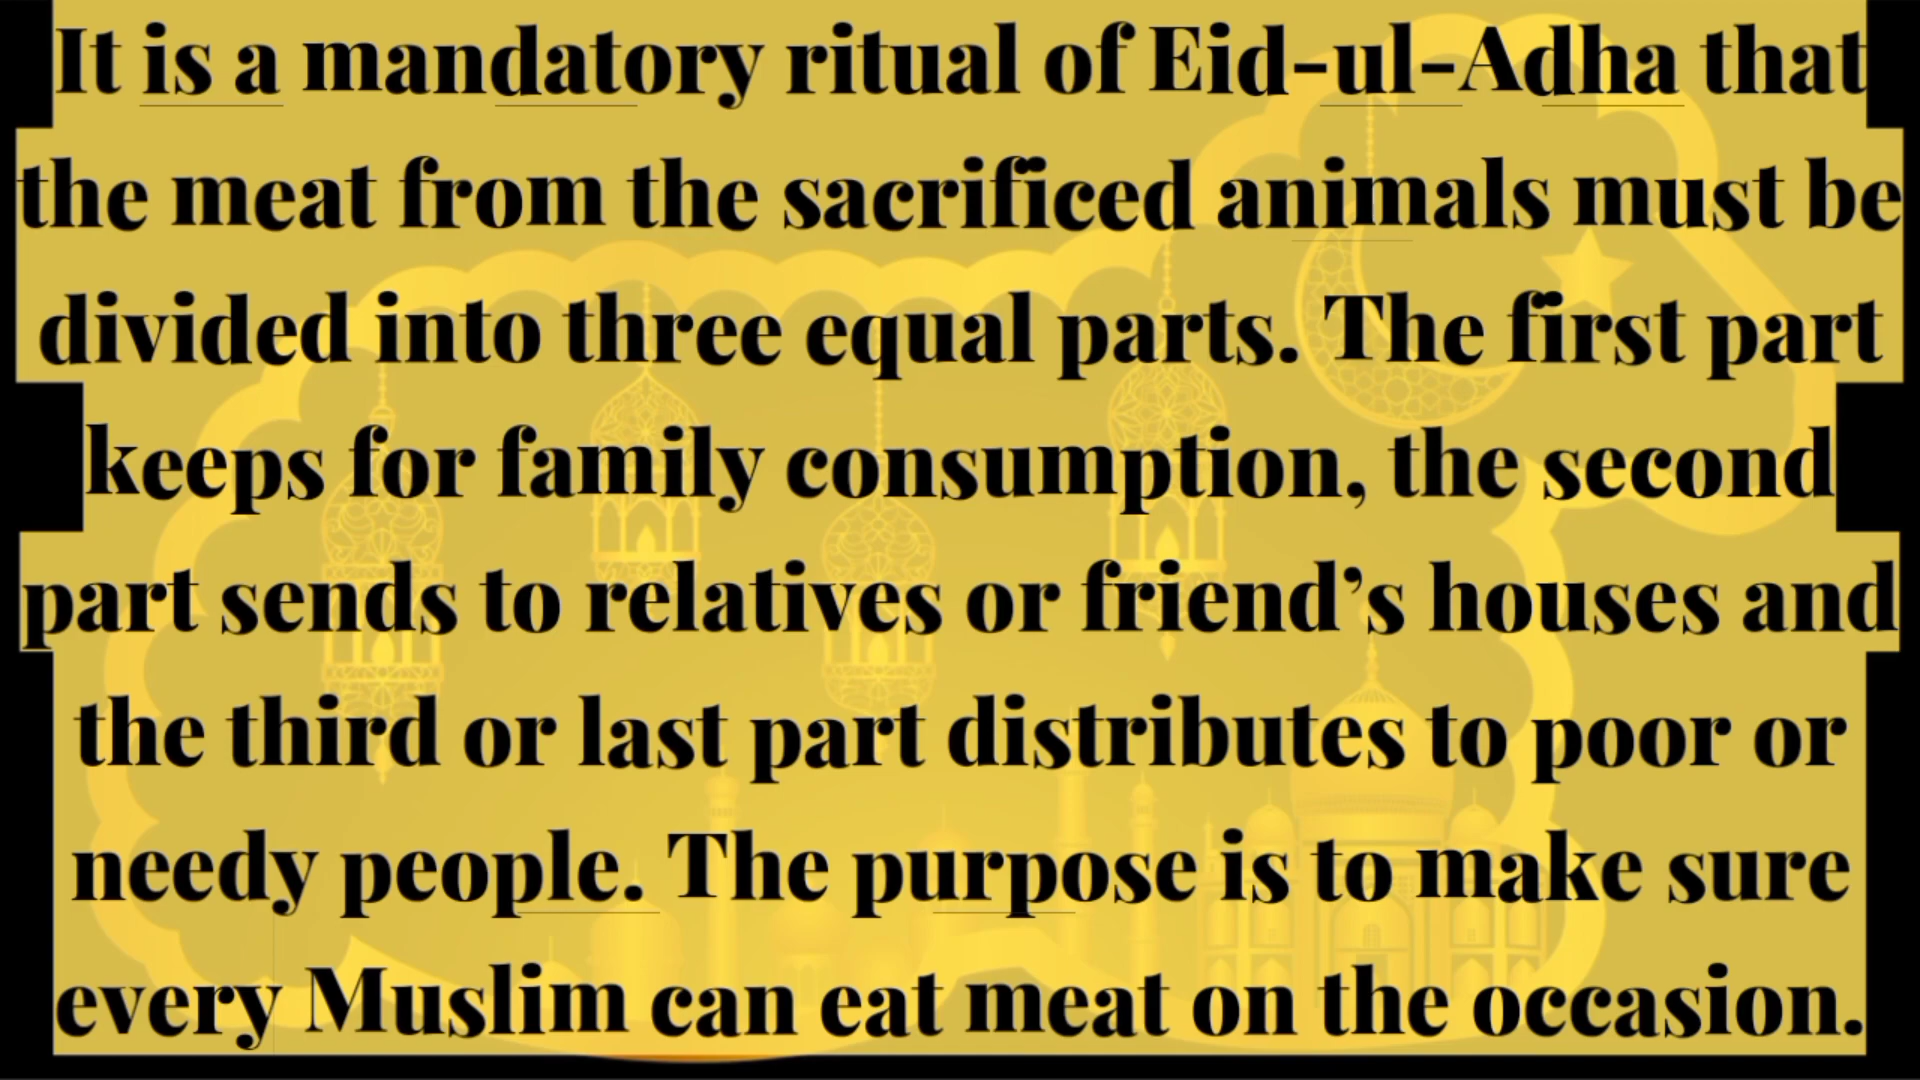 It is a mandatory ritual of Eid-ul-Adha that
the meat from the sacrificed animals must be
divided into three equal parts. The first part
keeps for family consumption, the second
part sends to relatives or friend’s houses and
the third or last part distributes to poor or
needy people. The purpose is to make sure
every Muslim can eat meat on the occasion.